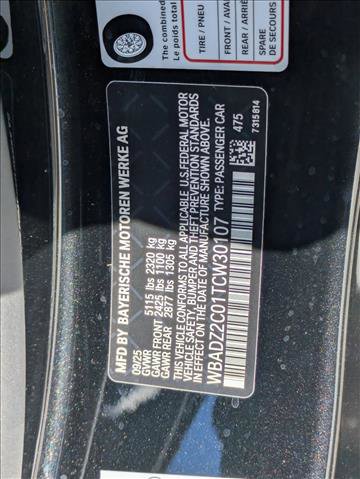 The combined
Le poids total
TIRE / PNEU
FRONT / AVA
REAR / ARRIÈ
SPARE
DE SECOURS
MFD BY BAYERISCHE MOTOREN WERKE AG
09/25
GVWR 5115 lbs 2320 kg
GAWR FRONT 2425 lbs 1100 kg
GAWR REAR 2877 lbs 1305 kg
THIS VEHICLE CONFORMS TO ALL APPLICABLE U.S. FEDERAL MOTOR
VEHICLE SAFETY, BUMPER AND THEFT PREVENTION STANDARDS
IN EFFECT ON THE DATE OF MANUFACTURE SHOWN ABOVE.
WBADZ2C01TCW30107 TYPE: PASSENGER CAR
475
7315814